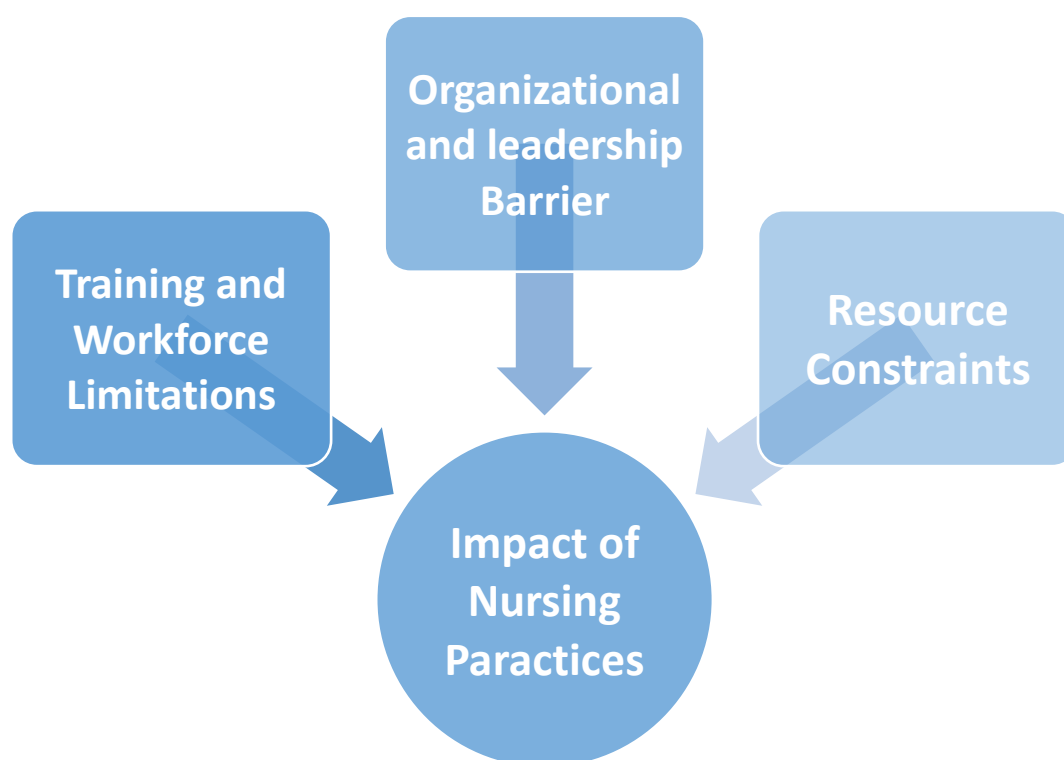 Organizational
and leadership
Barrier
Training and
Workforce
Limitations
Resource
Constraints
Impact of
Nursing
Paractices